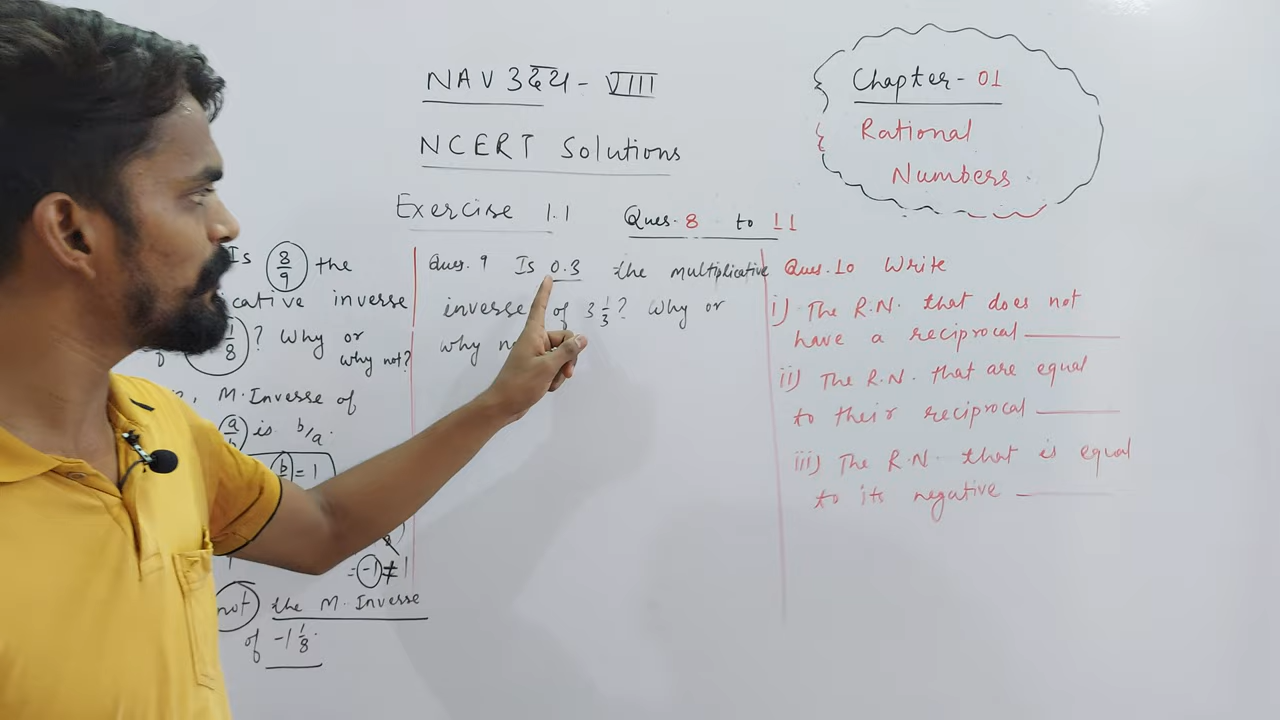 NAV उदय - VIII
NCERT Solutions
Exercise 1.1 Ques. 8 to 11
Chapter - 01
Rational
Numbers
Is 8/9 the
icative inverse
1/8 ? Why or
why not?
M. Inverse of
a/b is b/a.
b = 1
= -1 ≠ 1
not the M. Inverse
of -1 1/8.
Ques. 9 Is 0.3 the multiplicative
inverse of 3 1/3 ? Why or
why
Ques. 10 Write
i) The R.N. that does not
have a reciprocal
ii) The R.N. that are equal
to their reciprocal
iii) The R.N. that is equal
to its negative